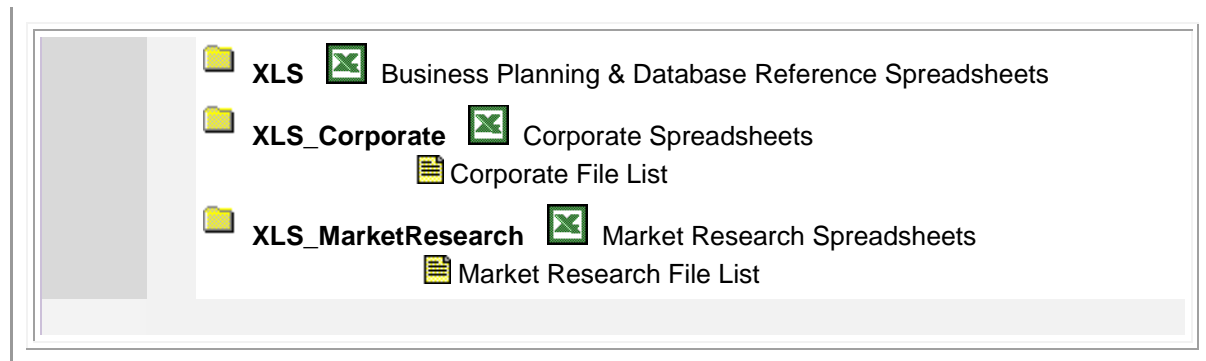 XLS Business Planning & Database Reference Spreadsheets
XLS_Corporate Corporate Spreadsheets
Corporate File List
XLS_MarketResearch Market Research Spreadsheets
Market Research File List